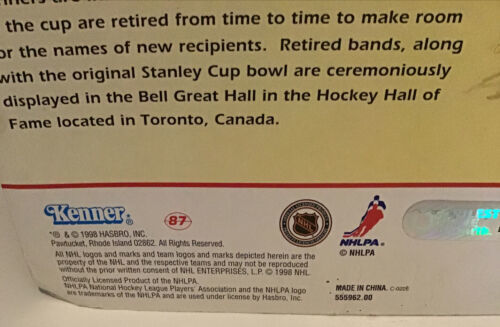 the cup are retired from time to time to make room
or the names of new recipients. Retired bands, along
with the original Stanley Cup bowl are ceremoniously
displayed in the Bell Great Hall in the Hockey Hall of
Fame located in Toronto, Canada.
Kenner®
87
*® & © 1998 HASBRO, INC.
Pawtucket, Rhode Island 02862. All Rights Reserved.
All NHL logos and marks and team logos and marks depicted herein are the
property of the NHL and the respective teams and may not be reproduced
without the prior written consent of NHL ENTERPRISES, L.P. © 1998 NHL.
Officially Licensed Product of the NHLPA.
NHLPA National Hockey League Players' Association and the NHLPA logo
are trademarks of the NHLPA and are used under license by Hasbro, Inc.
NHL
NHLPA®
© NHLPA
MADE IN CHINA.
555962.00